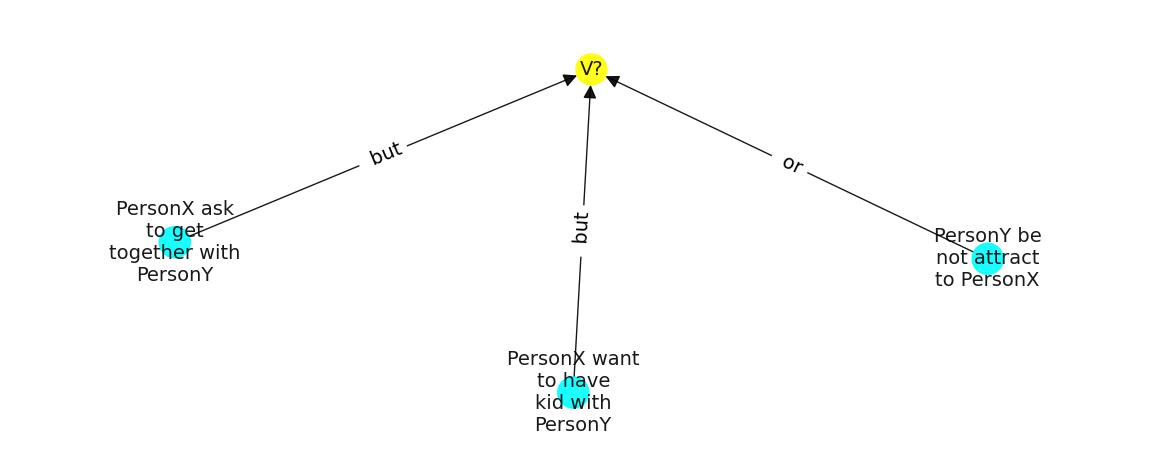 V?
but
or
PersonX ask
to get
together with
PersonY
but
PersonY be
not attract
to PersonX
PersonX want
to have
kid with
PersonY